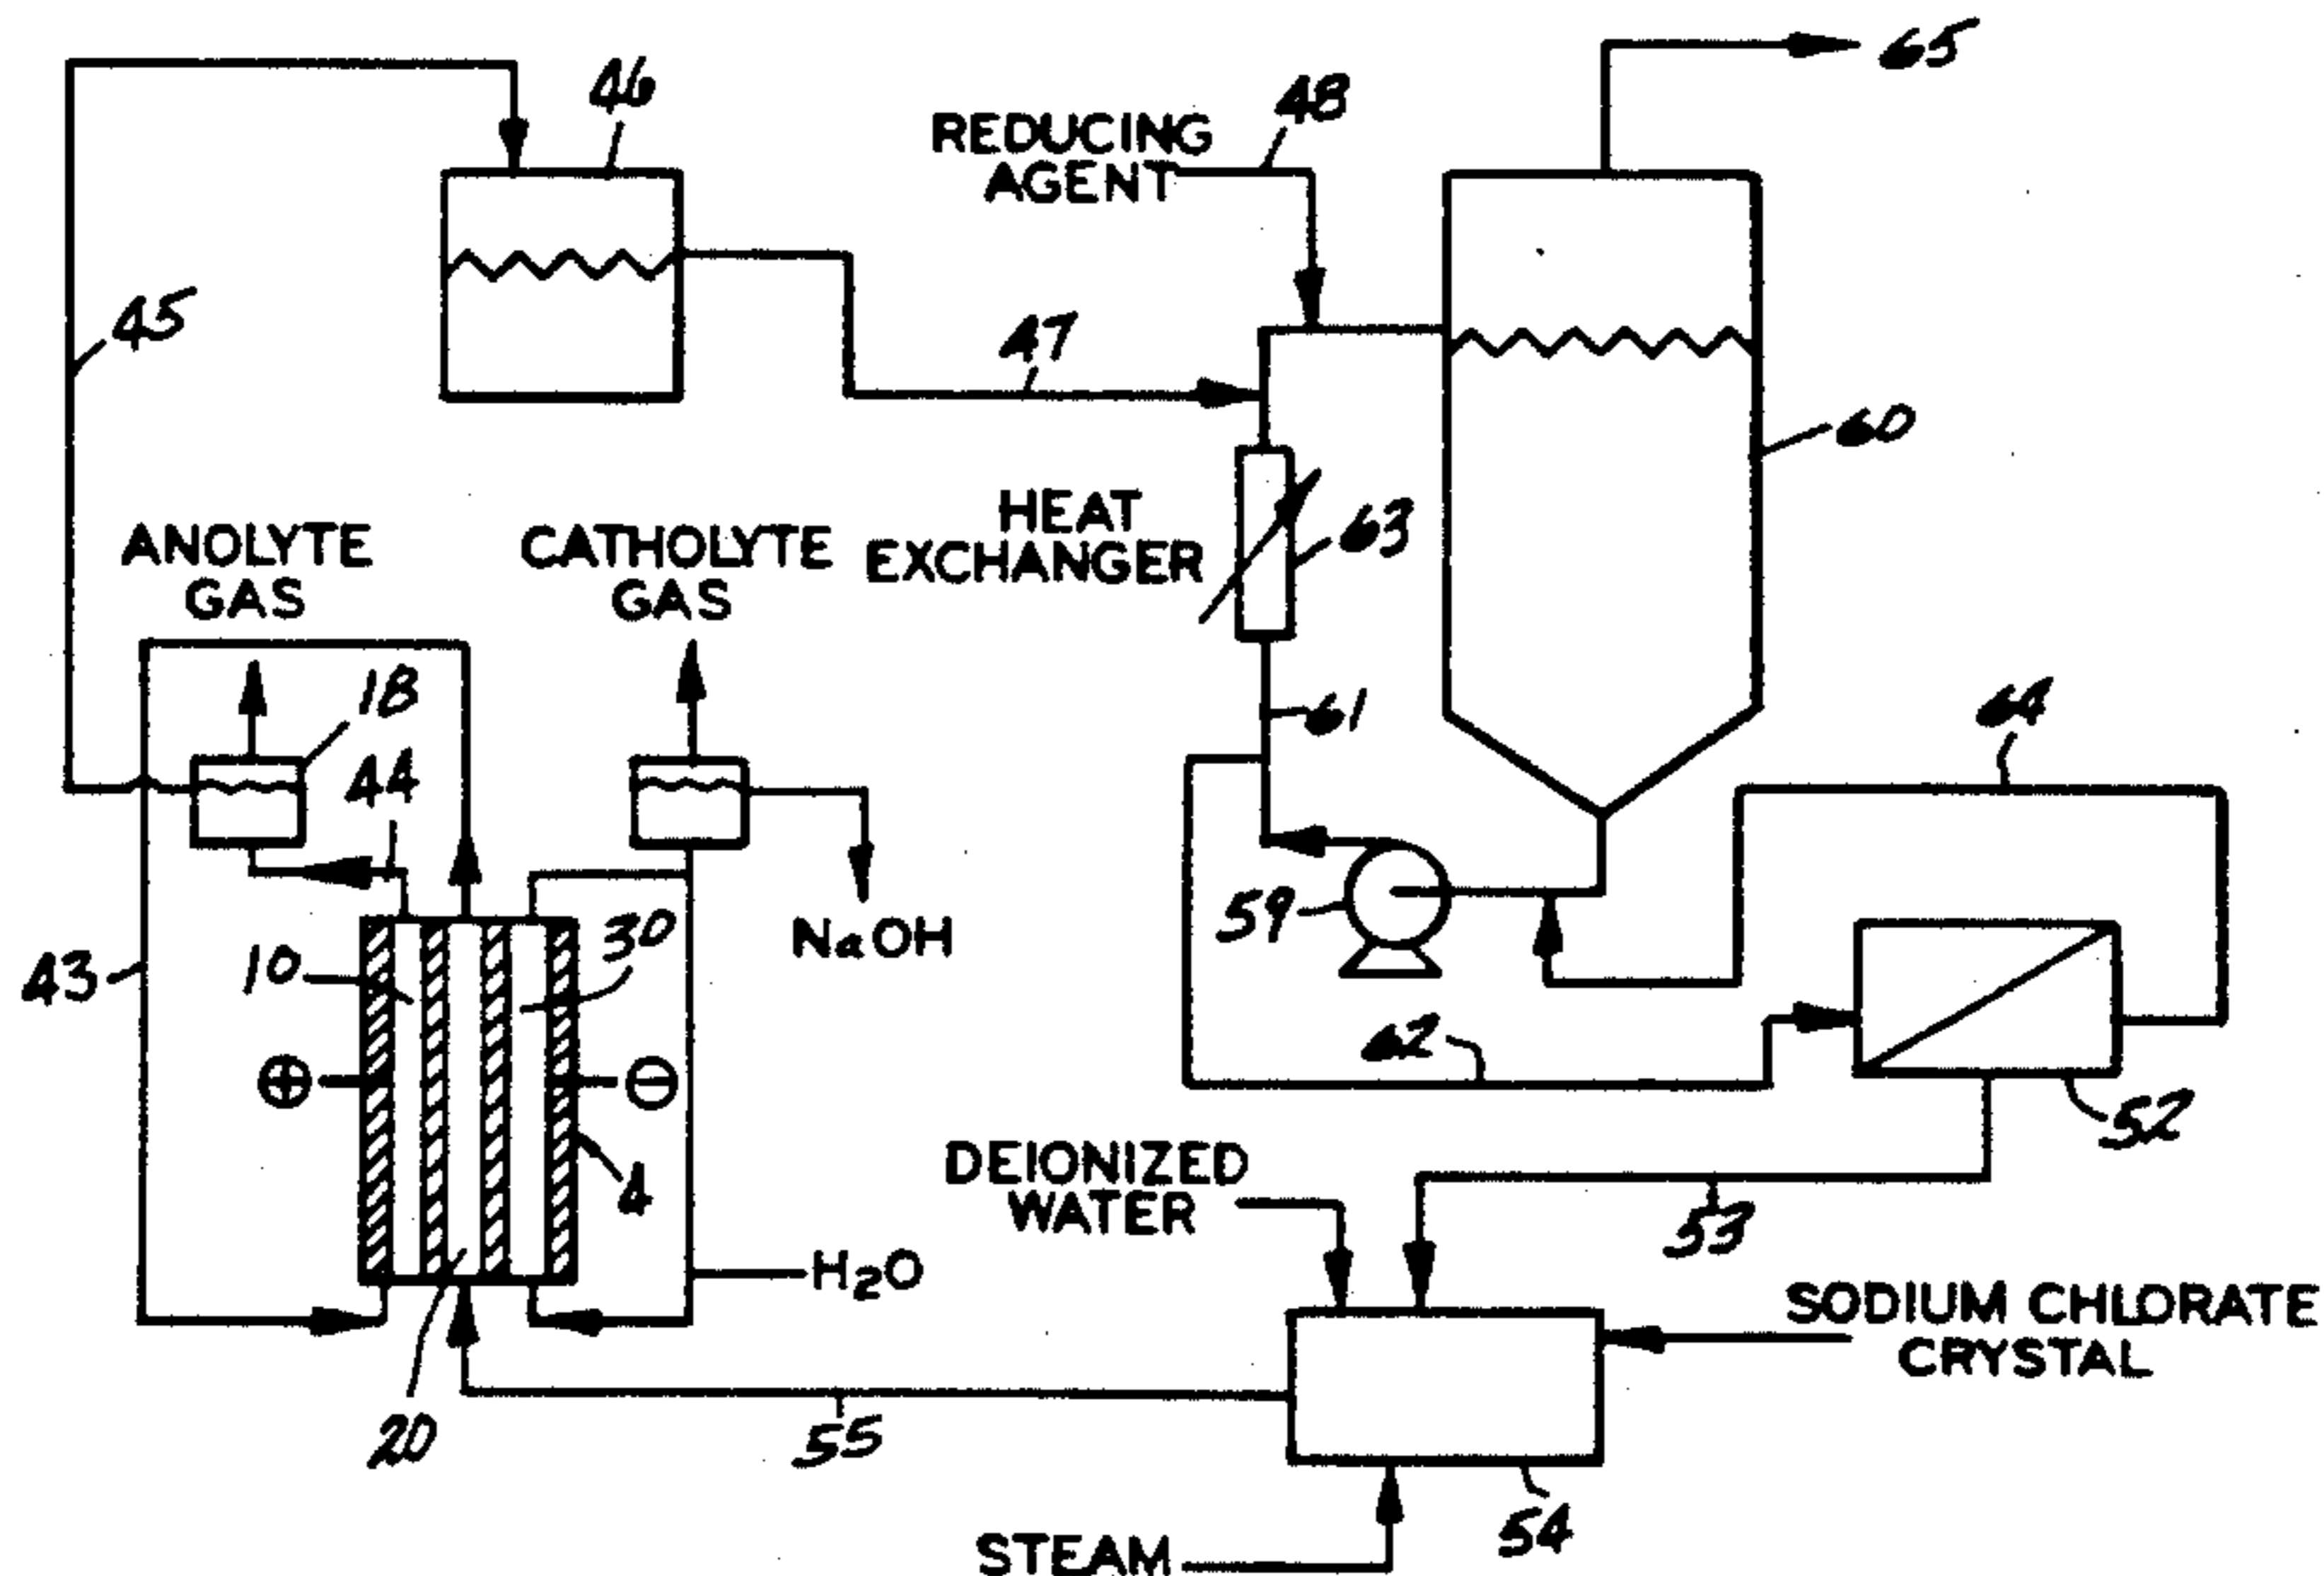 65
46
48
REDUCING
AGENT
45
47
60
HEAT
EXCHANGER
63
ANOLYTE
GAS
CATHOLYTE
GAS
18
44
61
64
43
10
30
NaOH
59
62
52
4
DEIONIZED
WATER
53
H2O
SODIUM CHLORATE
CRYSTAL
20
55
54
STEAM